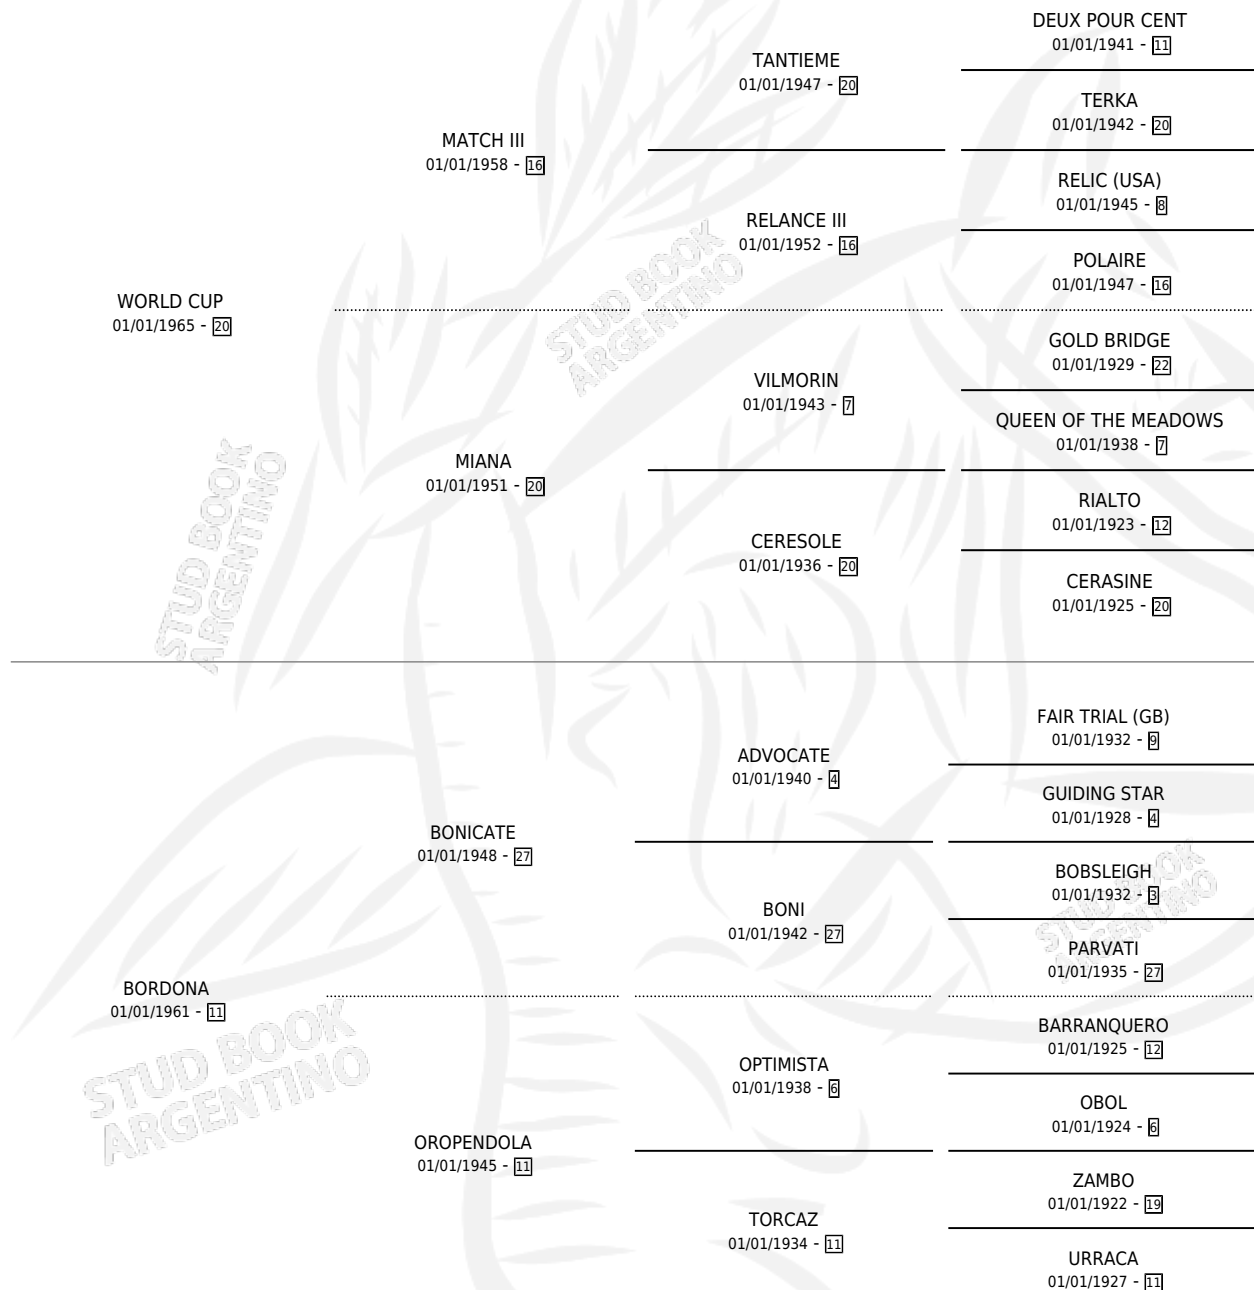 DEUX POUR CENT
01/01/1941 - 11
TANTIEME
01/01/1947 - 20
TERKA
01/01/1942 - 20
MATCH III
01/01/1958 - 16
RELIC (USA)
01/01/1945 - 8
RELANCE III
01/01/1952 - 16
POLAIRE
01/01/1947 - 16
WORLD CUP
01/01/1965 - 20
GOLD BRIDGE
01/01/1929 - 22
VILMORIN
01/01/1943 - 7
QUEEN OF THE MEADOWS
01/01/1938 - 7
MIANA
01/01/1951 - 20
RIALTO
01/01/1923 - 12
CERESOLE
01/01/1936 - 20
CERASINE
01/01/1925 - 20
FAIR TRIAL (GB)
01/01/1932 - 9
ADVOCATE
01/01/1940 - 4
GUIDING STAR
01/01/1928 - 4
BONICATE
01/01/1948 - 27
BOBSLEIGH
01/01/1932 - 3
BONI
01/01/1942 - 27
PARVATI
01/01/1935 - 27
BORDONA
01/01/1961 - 11
BARRANQUERO
01/01/1925 - 12
OPTIMISTA
01/01/1938 - 6
OBOL
01/01/1924 - 6
OROPENDOLA
01/01/1945 - 11
ZAMBO
01/01/1922 - 19
TORCAZ
01/01/1934 - 11
URRACA
01/01/1927 - 11
STUD BOOK
ARGENTINO
STUD BOOK
ARGENTINO
STUD BOOK
ARGENTINO
STUD BOOK
ARGENTINO